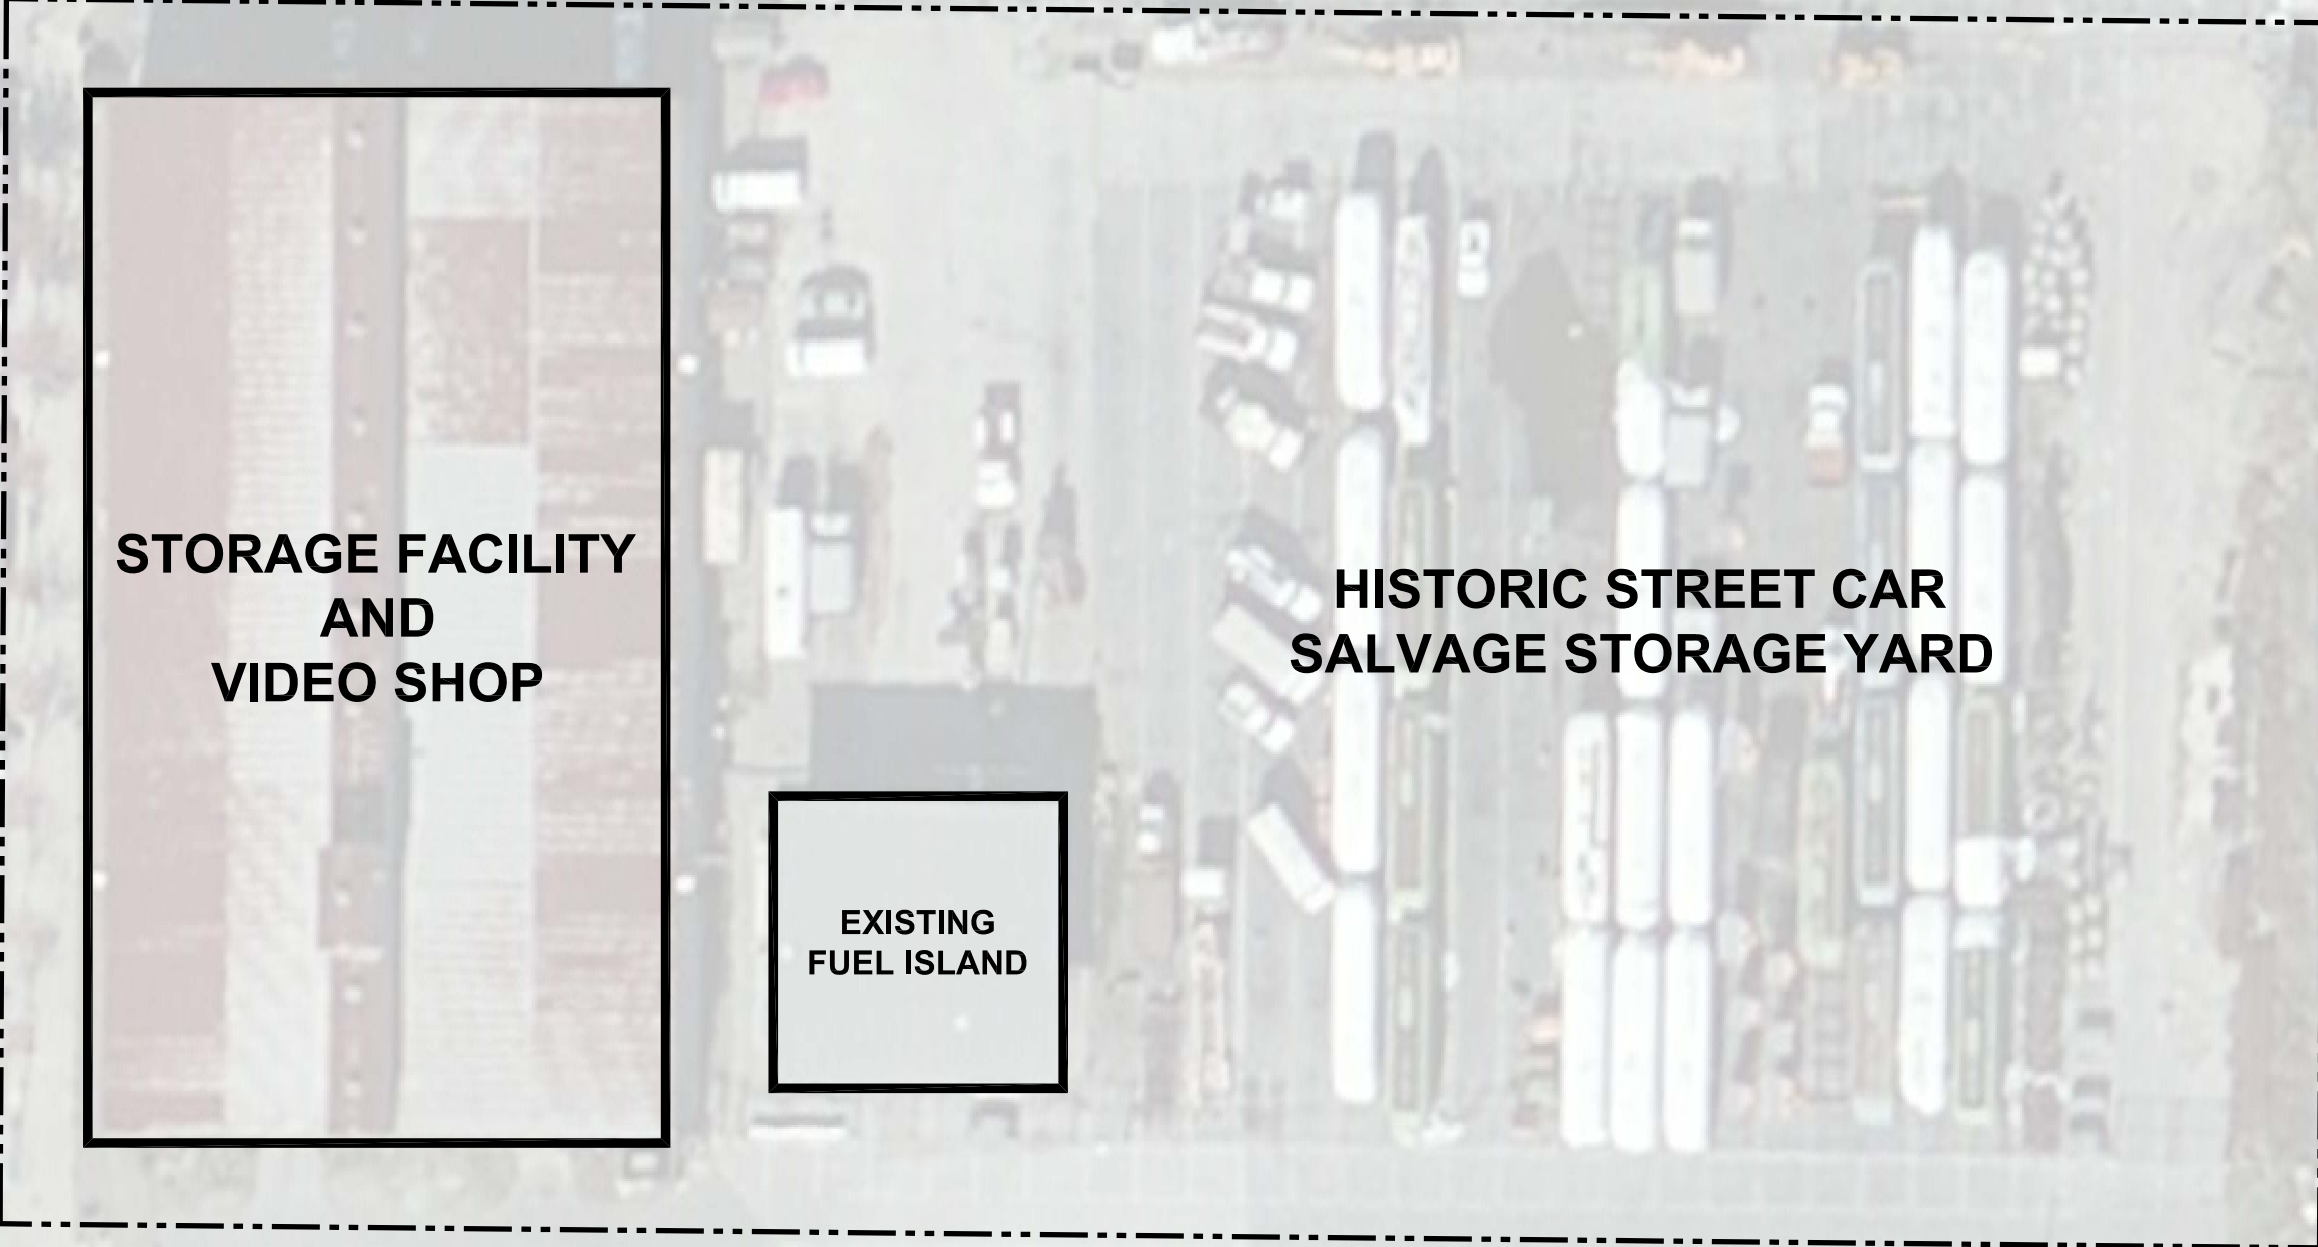 STORAGE FACILITY
AND
VIDEO SHOP
HISTORIC STREET CAR
SALVAGE STORAGE YARD
EXISTING
FUEL ISLAND